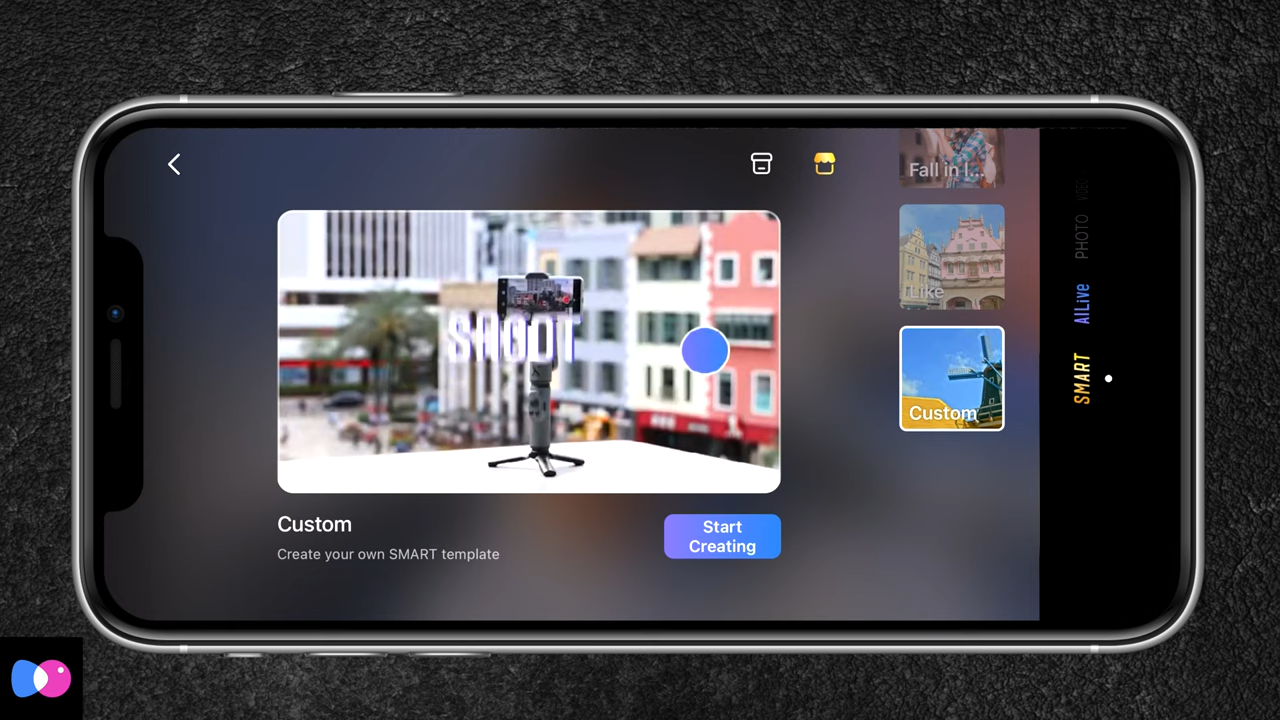 Fall in l...
Like
Custom
SHOOT
Custom
Create your own SMART template
Start
Creating
VIDEO
PHOTO
AILive
SMART